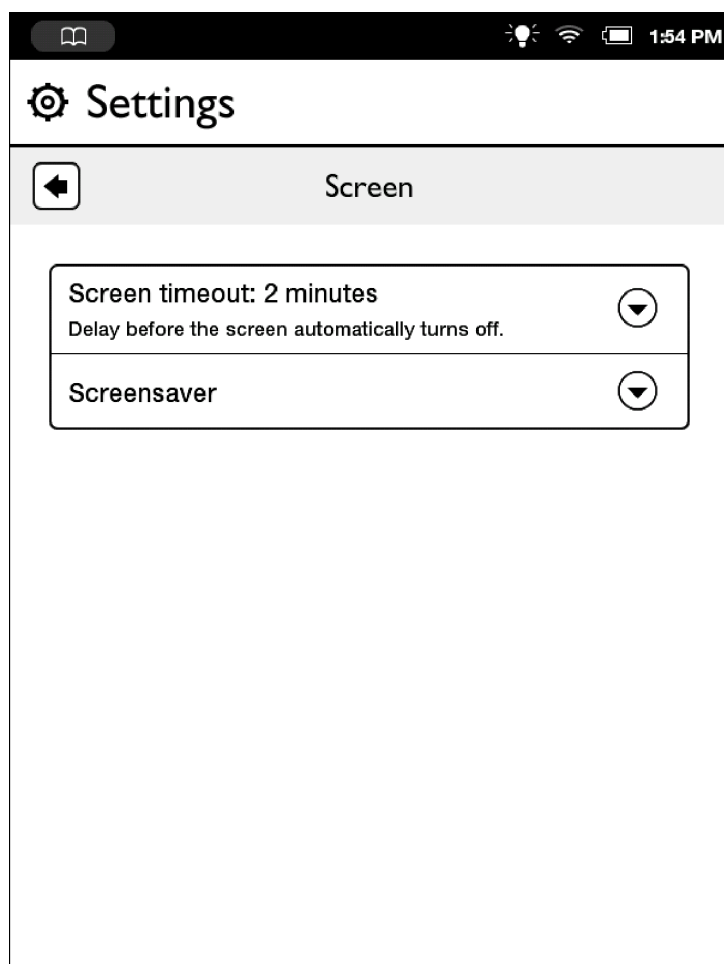 1:54 PM
Settings
Screen
Screen timeout: 2 minutes
Delay before the screen automatically turns off.
Screensaver